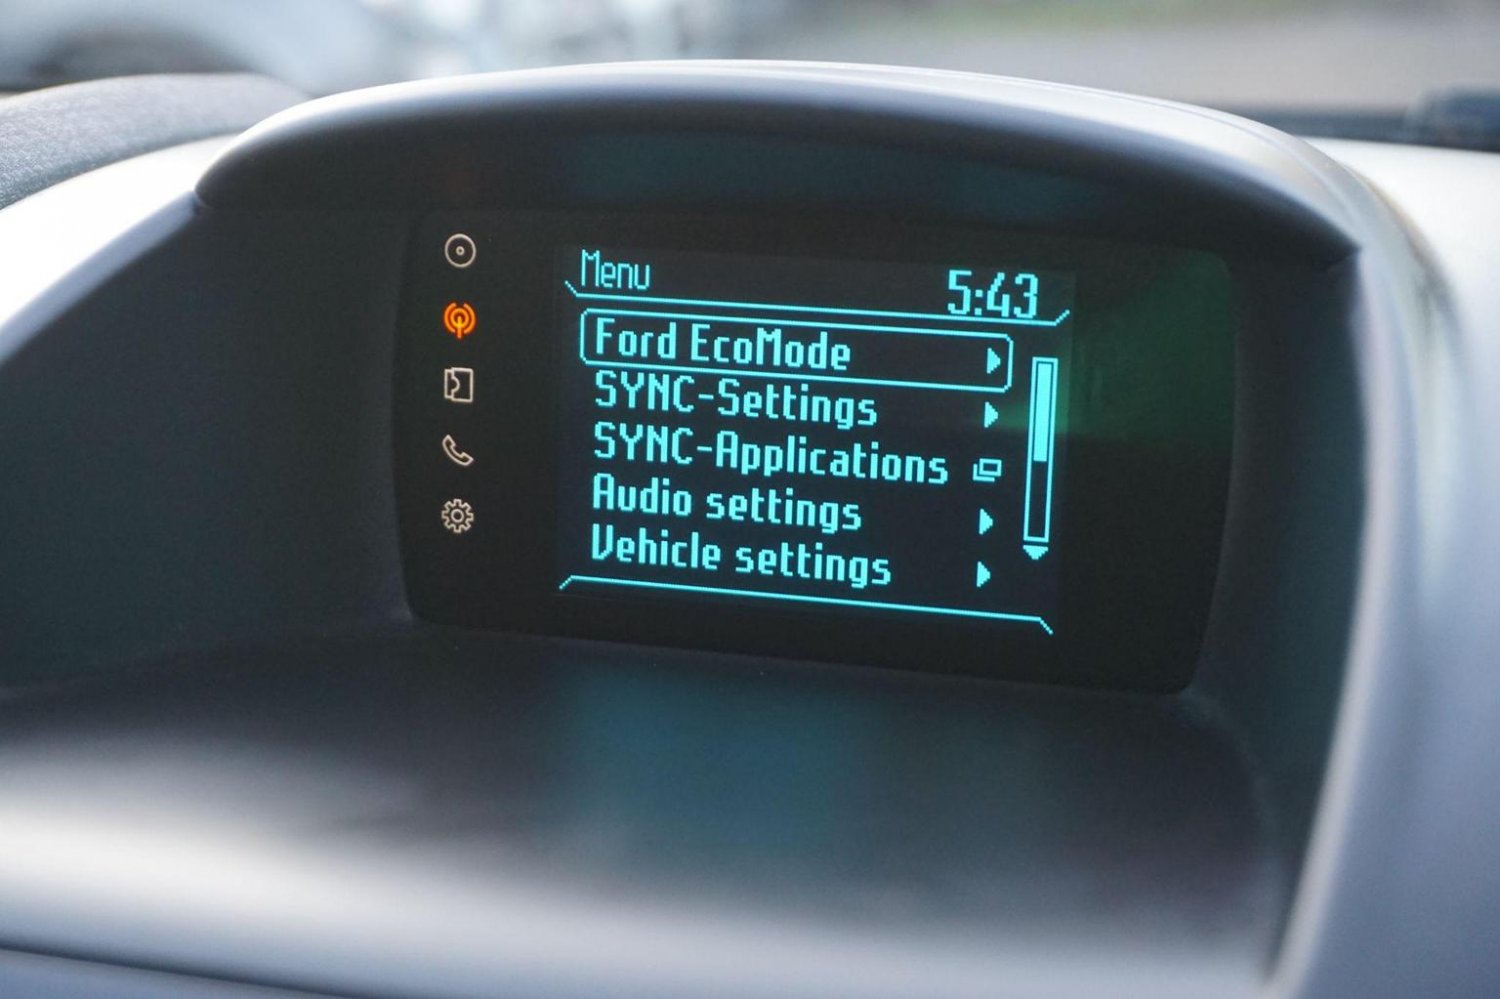 Menu
5:43
Ford EcoMode
SYNC-Settings
SYNC-Applications
Audio settings
Vehicle settings